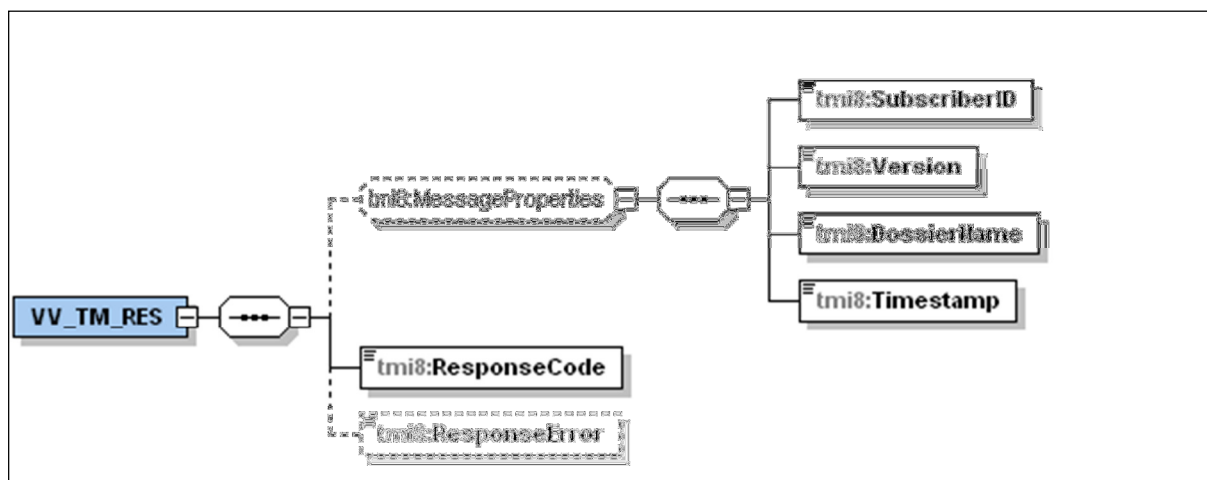 tmi8:SubscriberID
tmi8:Version
tmi8:MessageProperties
tmi8:DossierName
tmi8:Timestamp
VV_TM_RES
tmi8:ResponseCode
tmi8:ResponseError